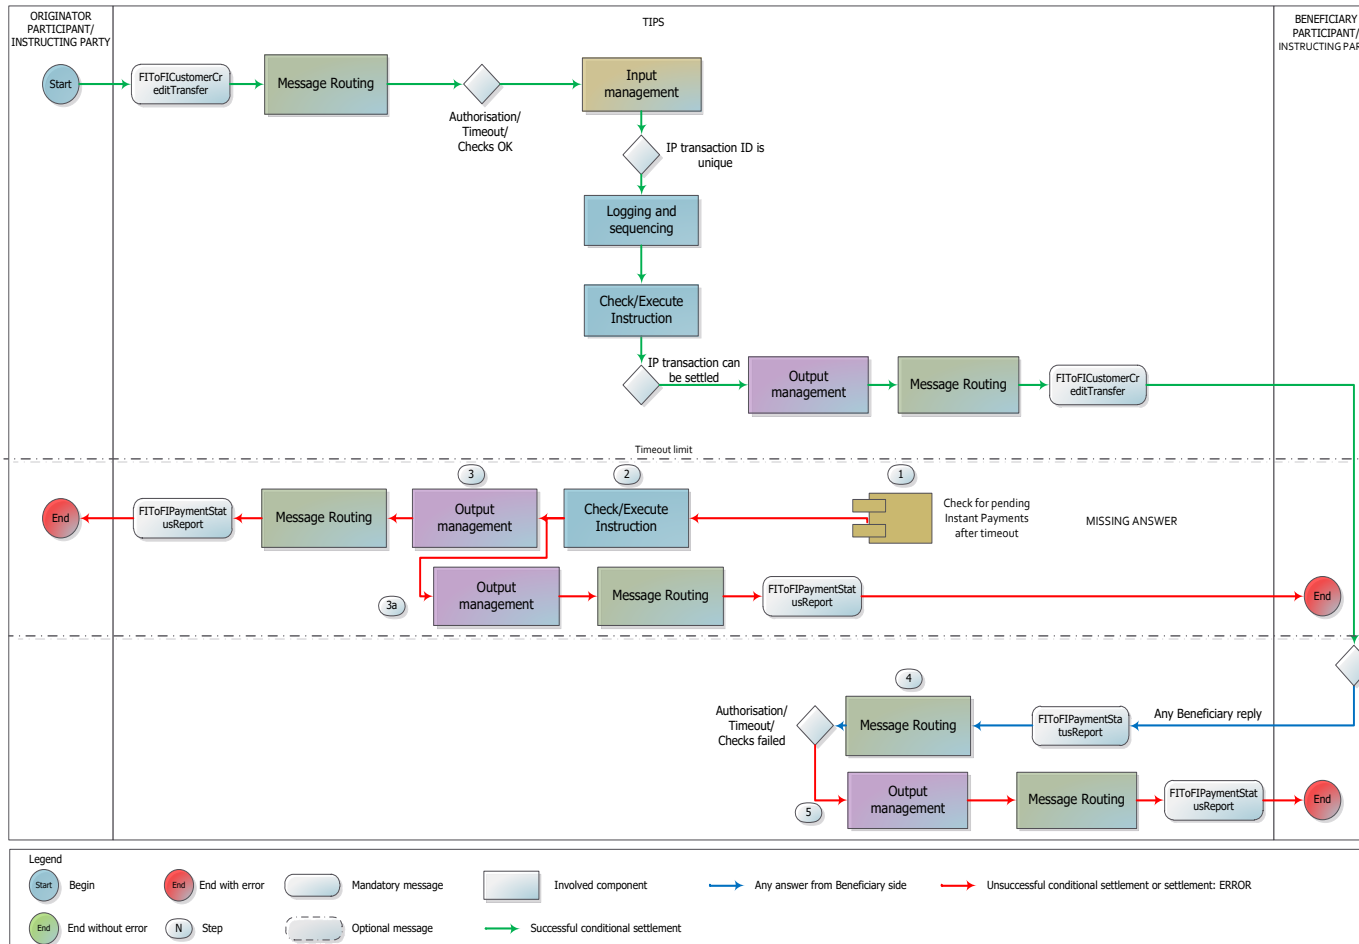 ORIGINATOR
PARTICIPANT/
INSTRUCTING PARTY
TIPS
BENEFICIARY
PARTICIPANT/
INSTRUCTING PAR
Start
FIToFICustomerCr
editTransfer
Message Routing
Authorisation/
Timeout/
Checks OK
Input
management
IP transaction ID is
unique
Logging and
sequencing
Check/Execute
Instruction
IP transaction can
be settled
Output
management
Message Routing
FIToFICustomerCr
editTransfer
Timeout limit
3
2
1
End
FIToFIPaymentStat
usReport
Message Routing
Output
management
Check/Execute
Instruction
Check for pending
Instant Payments
after timeout
MISSING ANSWER
3a
Output
management
Message Routing
FIToFIPaymentStat
usReport
End
4
Authorisation/
Timeout/
Checks failed
Message Routing
FIToFIPaymentSta
tusReport
Any Beneficiary reply
5
Output
management
Message Routing
FIToFIPaymentStat
usReport
End
Legend
Start
Begin
End
End with error
Mandatory message
Involved component
Any answer from Beneficiary side
Unsuccessful conditional settlement or settlement: ERROR
End
End without error
N
Step
Optional message
Successful conditional settlement